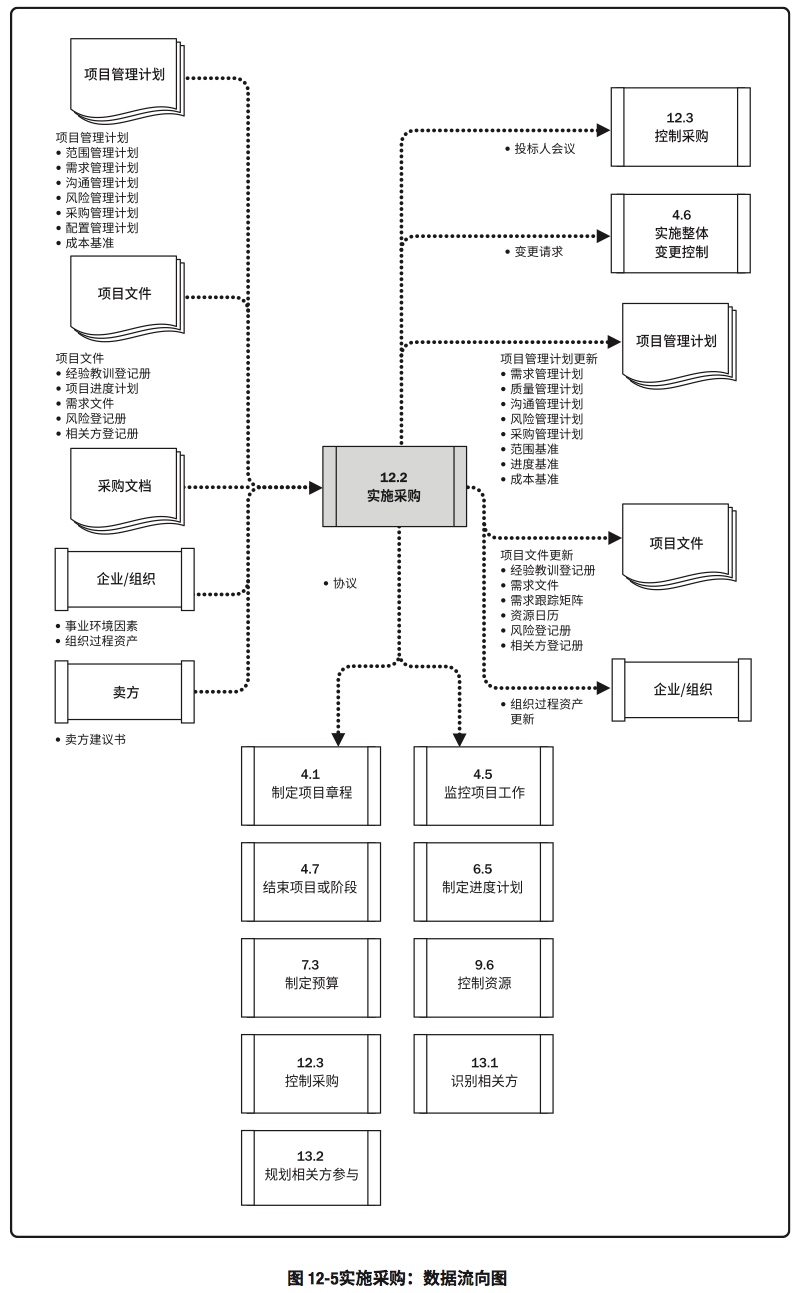 项目管理计划
项目管理计划
• 范围管理计划
• 需求管理计划
• 沟通管理计划
• 风险管理计划
• 采购管理计划
• 配置管理计划
• 成本基准
项目文件
项目文件
• 经验教训登记册
• 项目进度计划
• 需求文件
• 风险登记册
• 相关方登记册
采购文档
企业/组织
• 事业环境因素
• 组织过程资产
卖方
• 卖方建议书
12.2
实施采购
• 投标人会议
12.3
控制采购
• 变更请求
4.6
实施整体
变更控制
项目管理计划
项目管理计划更新
• 需求管理计划
• 质量管理计划
• 沟通管理计划
• 风险管理计划
• 采购管理计划
• 范围基准
• 进度基准
• 成本基准
项目文件
项目文件更新
• 经验教训登记册
• 需求文件
• 需求跟踪矩阵
• 资源日历
• 风险登记册
• 相关方登记册
企业/组织
• 组织过程资产
更新
• 协议
4.1
制定项目章程
4.5
监控项目工作
4.7
结束项目或阶段
6.5
制定进度计划
7.3
制定预算
9.6
控制资源
12.3
控制采购
13.1
识别相关方
13.2
规划相关方参与
图 12-5实施采购：数据流向图